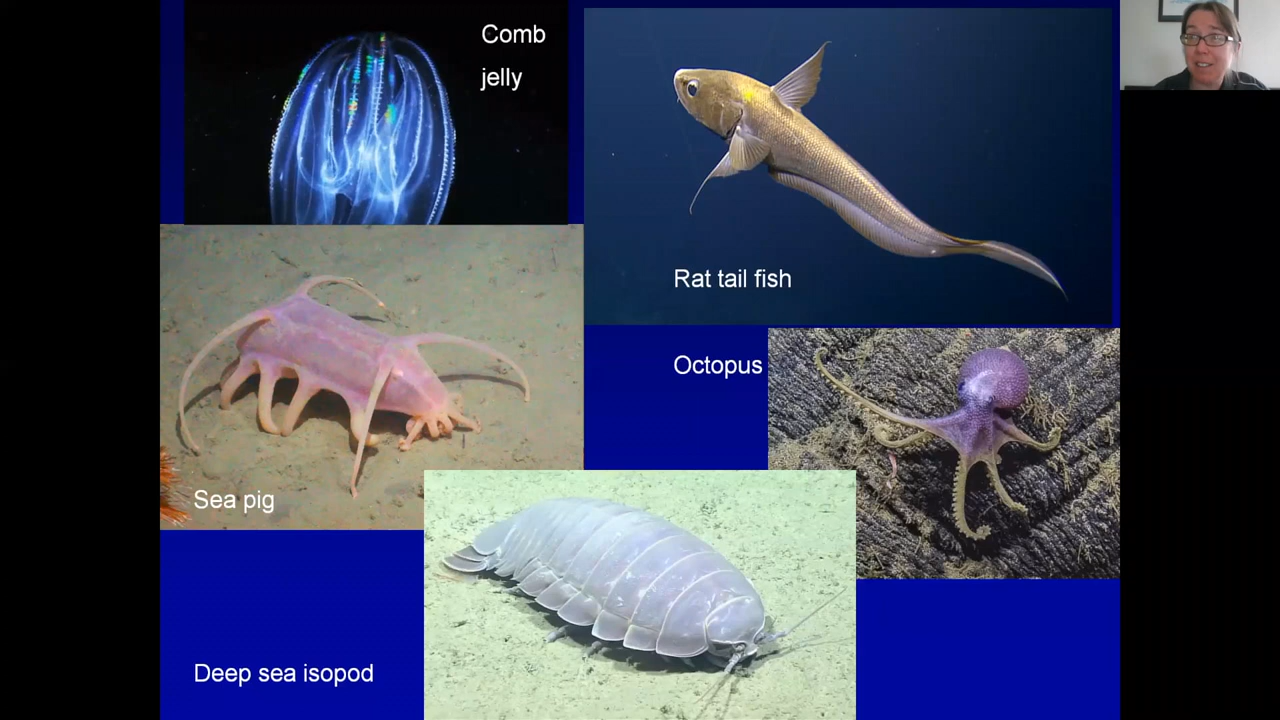 Comb
jelly
Rat tail fish
Octopus
Sea pig
Deep sea isopod